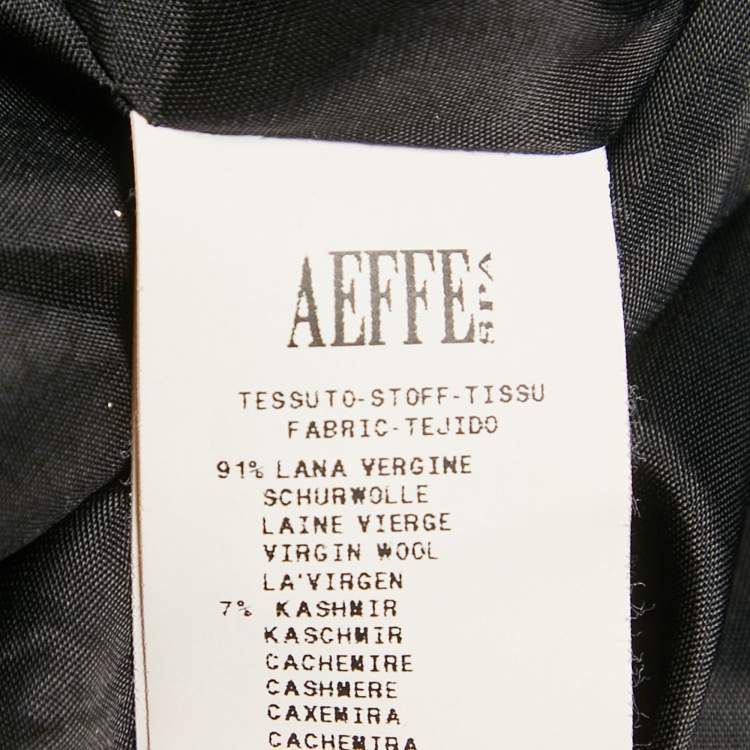 AEFFE SPA
TESSUTO-STOFF-TISSU
FABRIC-TEJIDO
91% LANA VERGINE
SCHURWOLLE
LAINE VIERGE
VIRGIN WOOL
LA'VIRGEN
7% KASHMIR
KASCHMIR
CACHEMIRE
CASHMERE
CAXEMIRA
CACHEMIRA